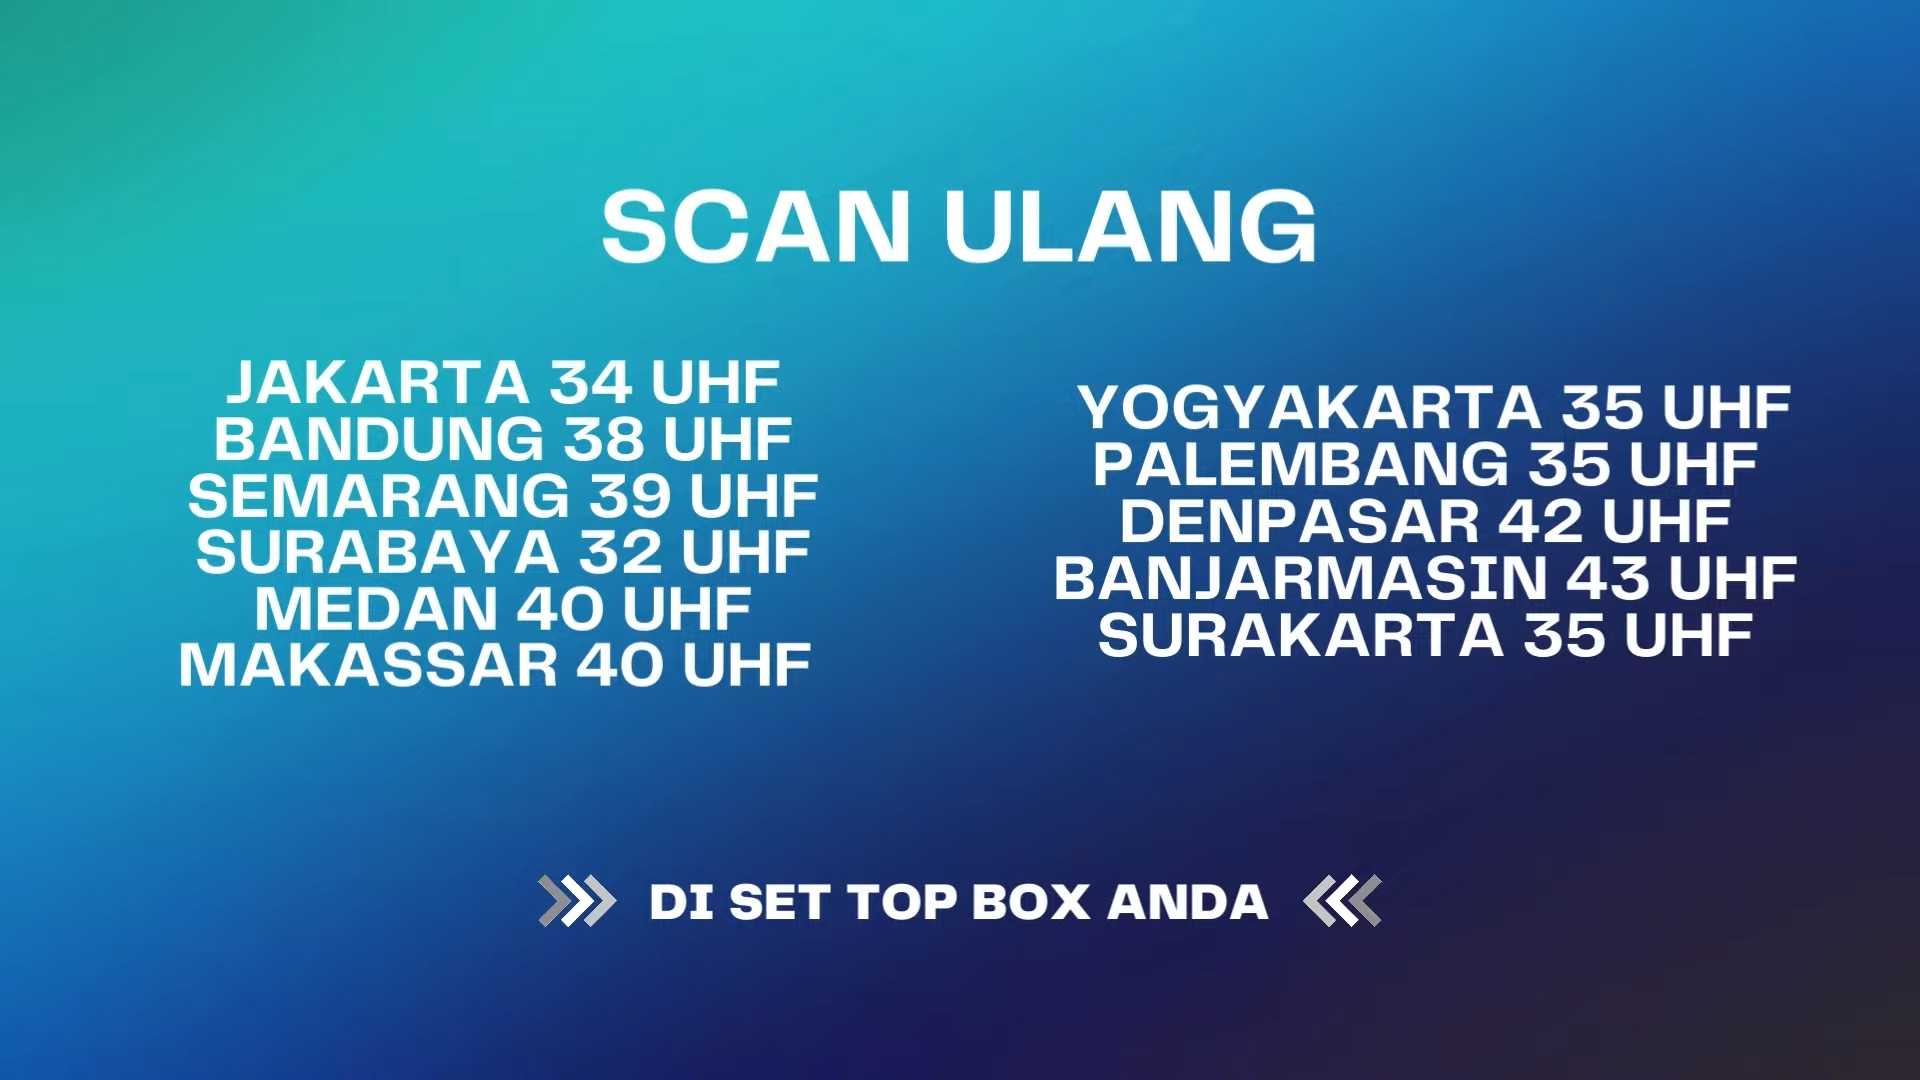 SCAN ULANG
JAKARTA 34 UHF
BANDUNG 38 UHF
SEMARANG 39 UHF
SURABAYA 32 UHF
MEDAN 40 UHF
MAKASSAR 40 UHF
YOGYAKARTA 35 UHF
PALEMBANG 35 UHF
DENPASAR 42 UHF
BANJARMASIN 43 UHF
SURAKARTA 35 UHF
DI SET TOP BOX ANDA